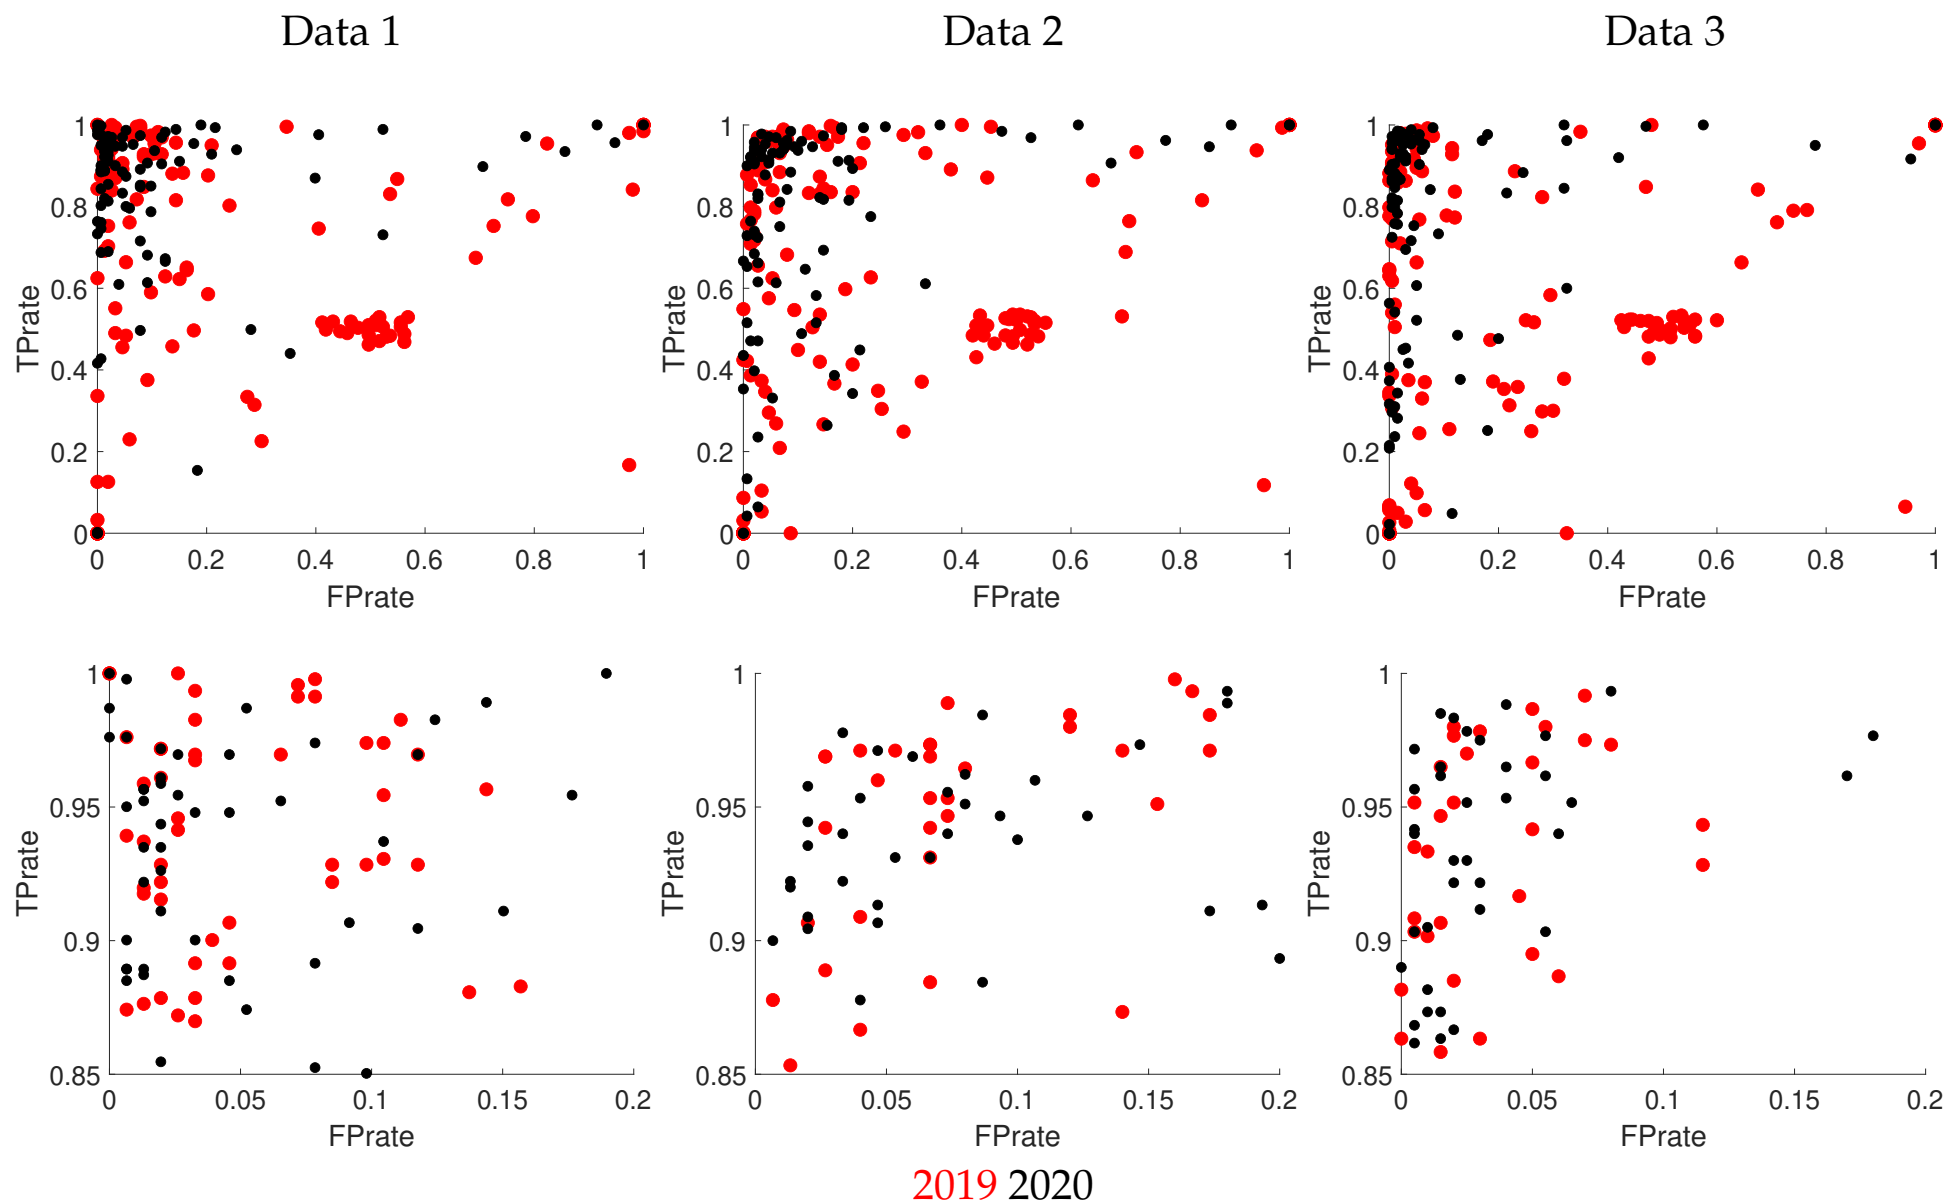 Data 1 Data 2 Data 3
1 1 1
0.8 0.8 0.8
0.6 0.6 0.6
TPrate TPrate TPrate
0.4 0.4 0.4
0.2 0.2 0.2
0 0 0
0 0.2 0.4 0.6 0.8 1 0 0.2 0.4 0.6 0.8 1 0 0.2 0.4 0.6 0.8 1
FPrate FPrate FPrate
1 1 1
0.95 0.95 0.95
TPrate TPrate TPrate
0.9 0.9 0.9
0.85 0.85 0.85
0 0.05 0.1 0.15 0.2 0 0.05 0.1 0.15 0.2 0 0.05 0.1 0.15 0.2
FPrate FPrate FPrate
2019 2020